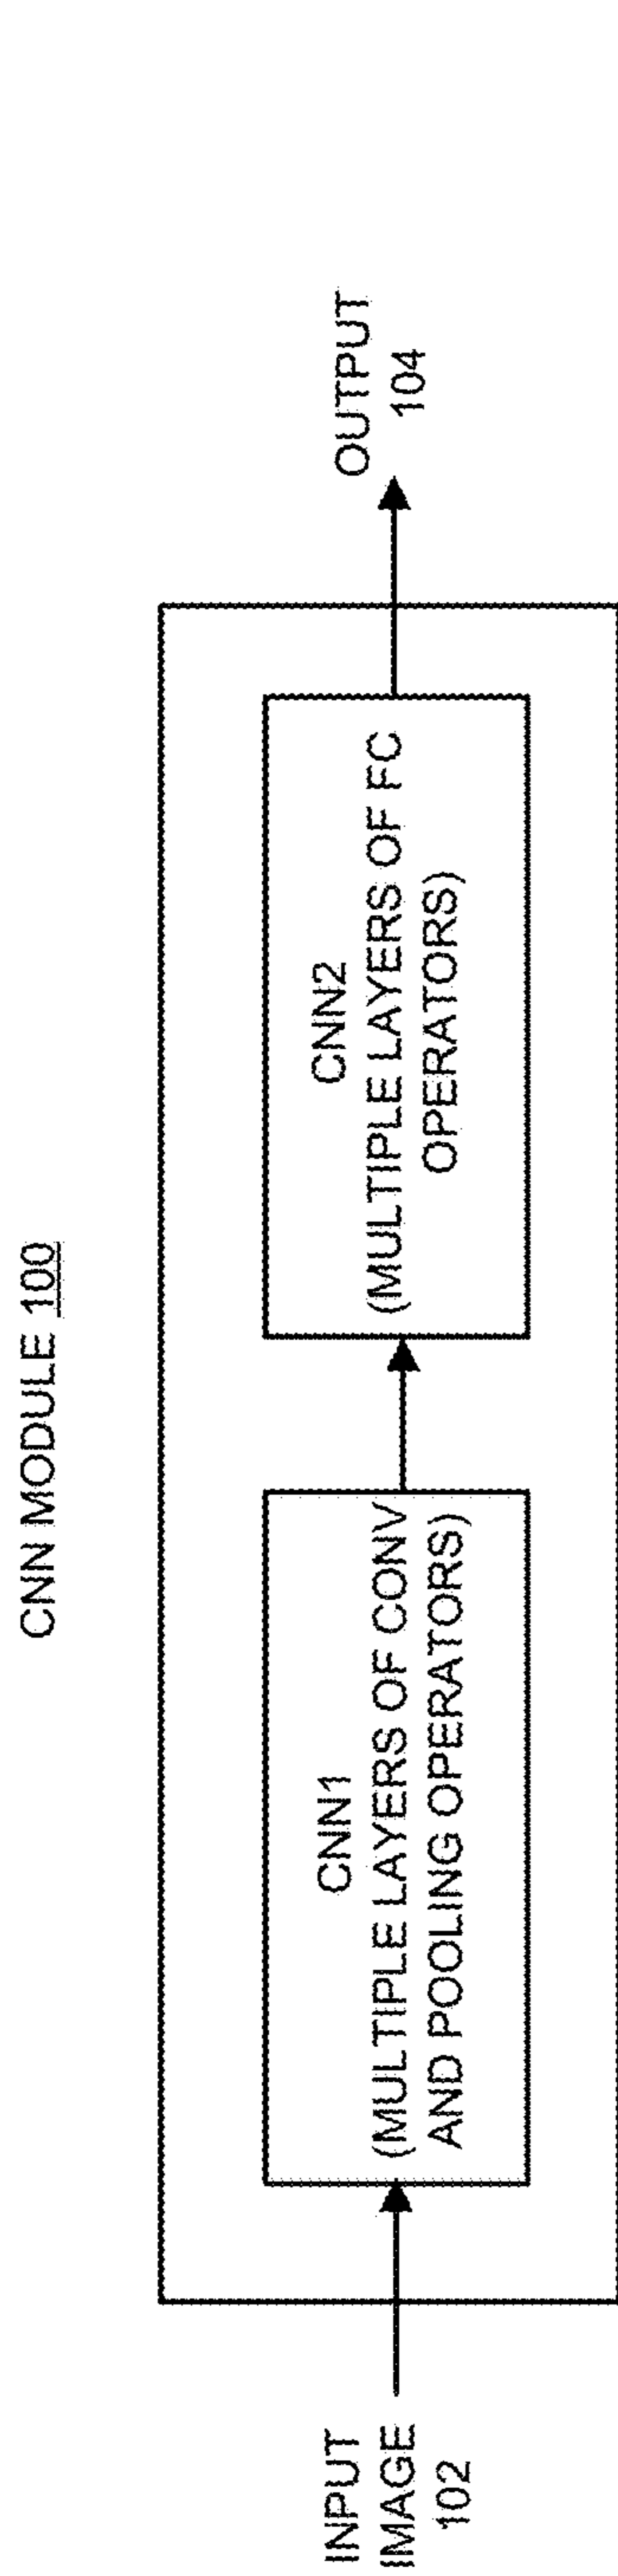 CNN MODULE 100
INPUT
IMAGE
102
CNN1
(MULTIPLE LAYERS OF CONV
AND POOLING OPERATORS)
CNN2
(MULTIPLE LAYERS OF FC
OPERATORS)
OUTPUT
104